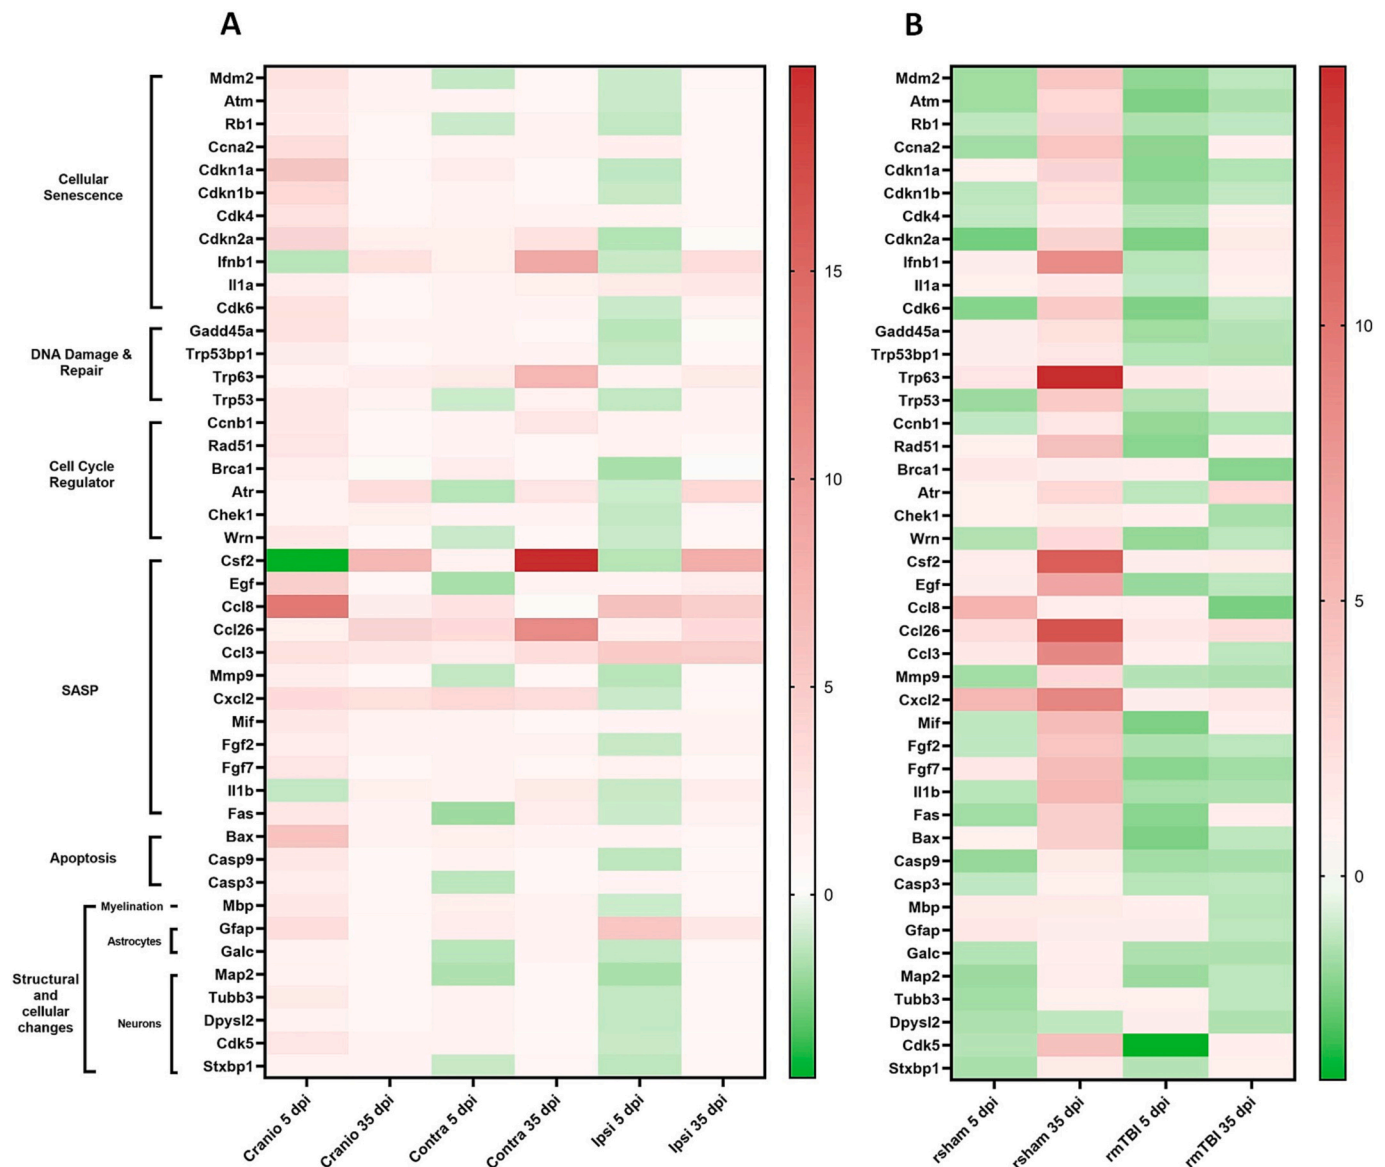 A
B
Mdm2
Atm
Rb1
Ccna2
Cdkn1a
Cdkn1b
Cdk4
Cdkn2a
Ifnb1
Il1a
Cdk6
Gadd45a
Trp53bp1
Trp63
Trp53
Ccnb1
Rad51
Brca1
Atr
Chek1
Wrn
Csf2
Egf
Ccl8
Ccl26
Ccl3
Mmp9
Cxcl2
Mif
Fgf2
Fgf7
Il1b
Fas
Bax
Casp9
Casp3
Mbp
Gfap
Galc
Map2
Tubb3
Dpysl2
Cdk5
Stxbp1
Cellular
Senescence
DNA Damage &
Repair
Cell Cycle
Regulator
SASP
Apoptosis
Myelination
Astrocytes
Structural
and
cellular
changes
Neurons
Cranio 5 dpi
Cranio 35 dpi
Contra 5 dpi
Contra 35 dpi
Ipsi 5 dpi
Ipsi 35 dpi
15
10
5
0
Mdm2
Atm
Rb1
Ccna2
Cdkn1a
Cdkn1b
Cdk4
Cdkn2a
Ifnb1
Il1a
Cdk6
Gadd45a
Trp53bp1
Trp63
Trp53
Ccnb1
Rad51
Brca1
Atr
Chek1
Wrn
Csf2
Egf
Ccl8
Ccl26
Ccl3
Mmp9
Cxcl2
Mif
Fgf2
Fgf7
Il1b
Fas
Bax
Casp9
Casp3
Mbp
Gfap
Galc
Map2
Tubb3
Dpysl2
Cdk5
Stxbp1
rsham 5 dpi
rsham 35 dpi
rmTBI 5 dpi
rmTBI 35 dpi
10
5
0